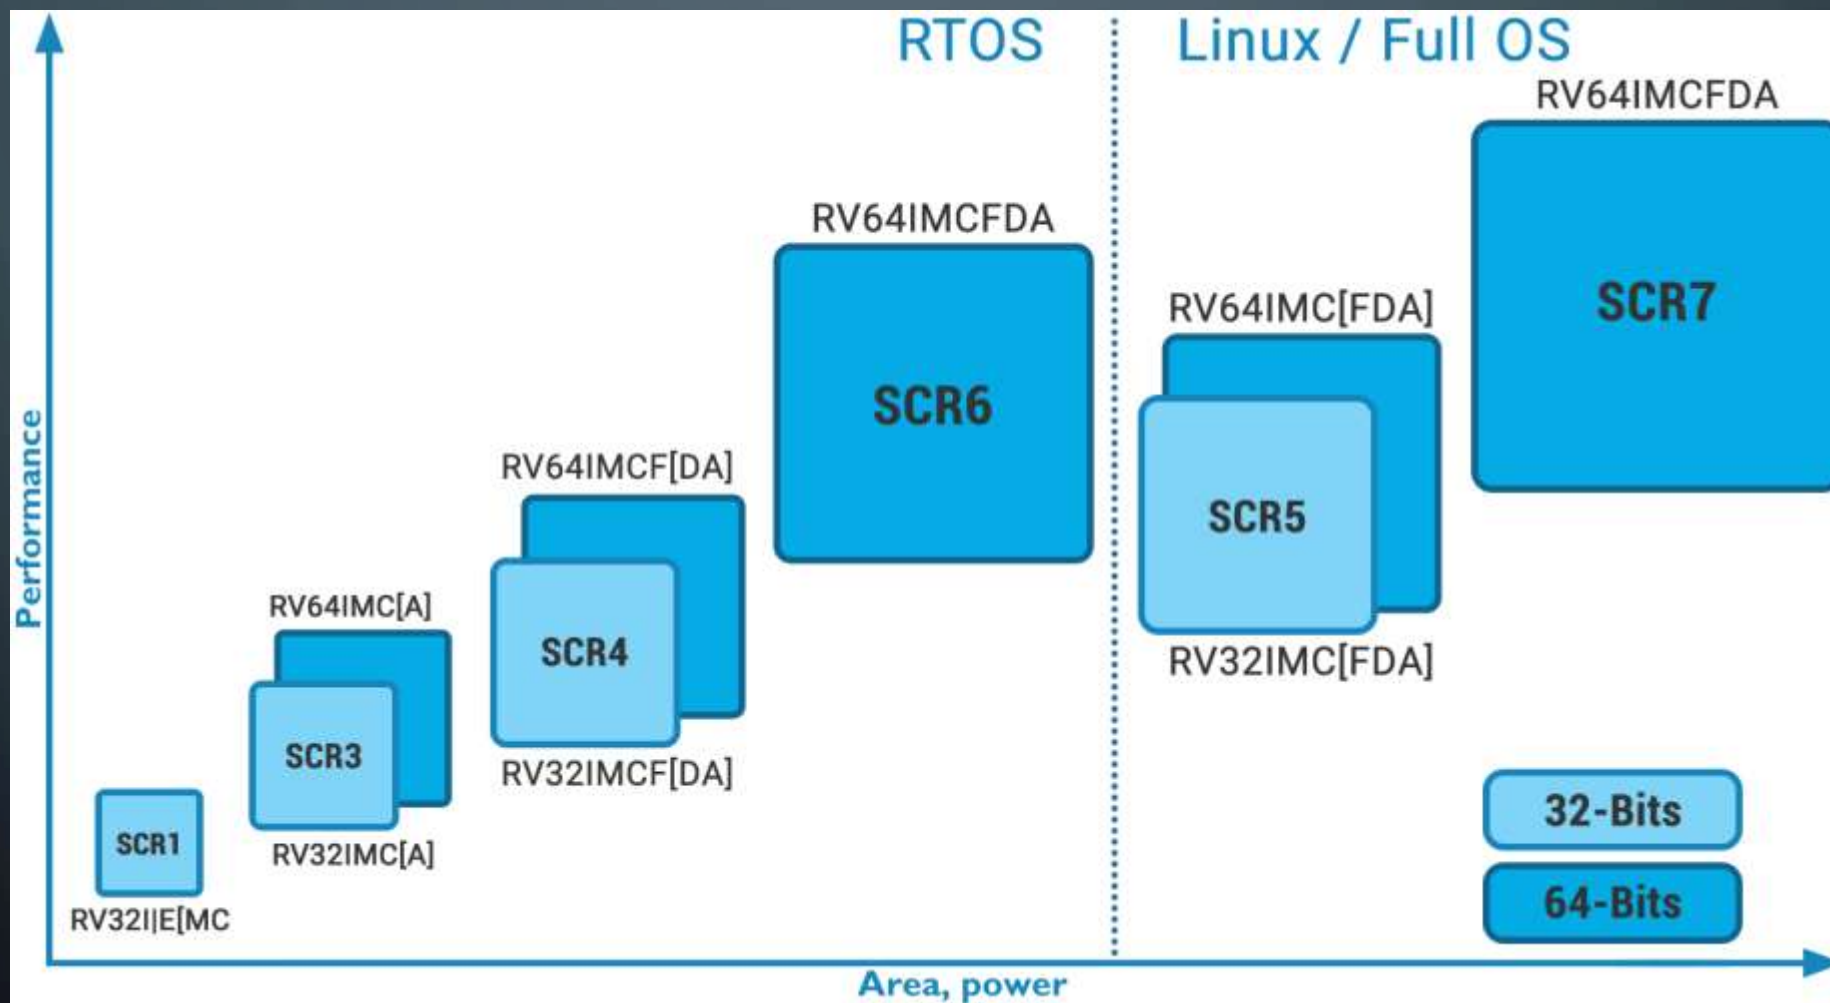 RTOS
Linux / Full OS
RV64IMCFDA
SCR7
RV64IMCFDA
SCR6
RV64IMC[FDA]
SCR5
RV32IMC[FDA]
RV64IMCF[DA]
SCR4
RV32IMCF[DA]
RV64IMC[A]
SCR3
RV32IMC[A]
SCR1
RV32I|E[MC
32-Bits
64-Bits
Performance
Area, power